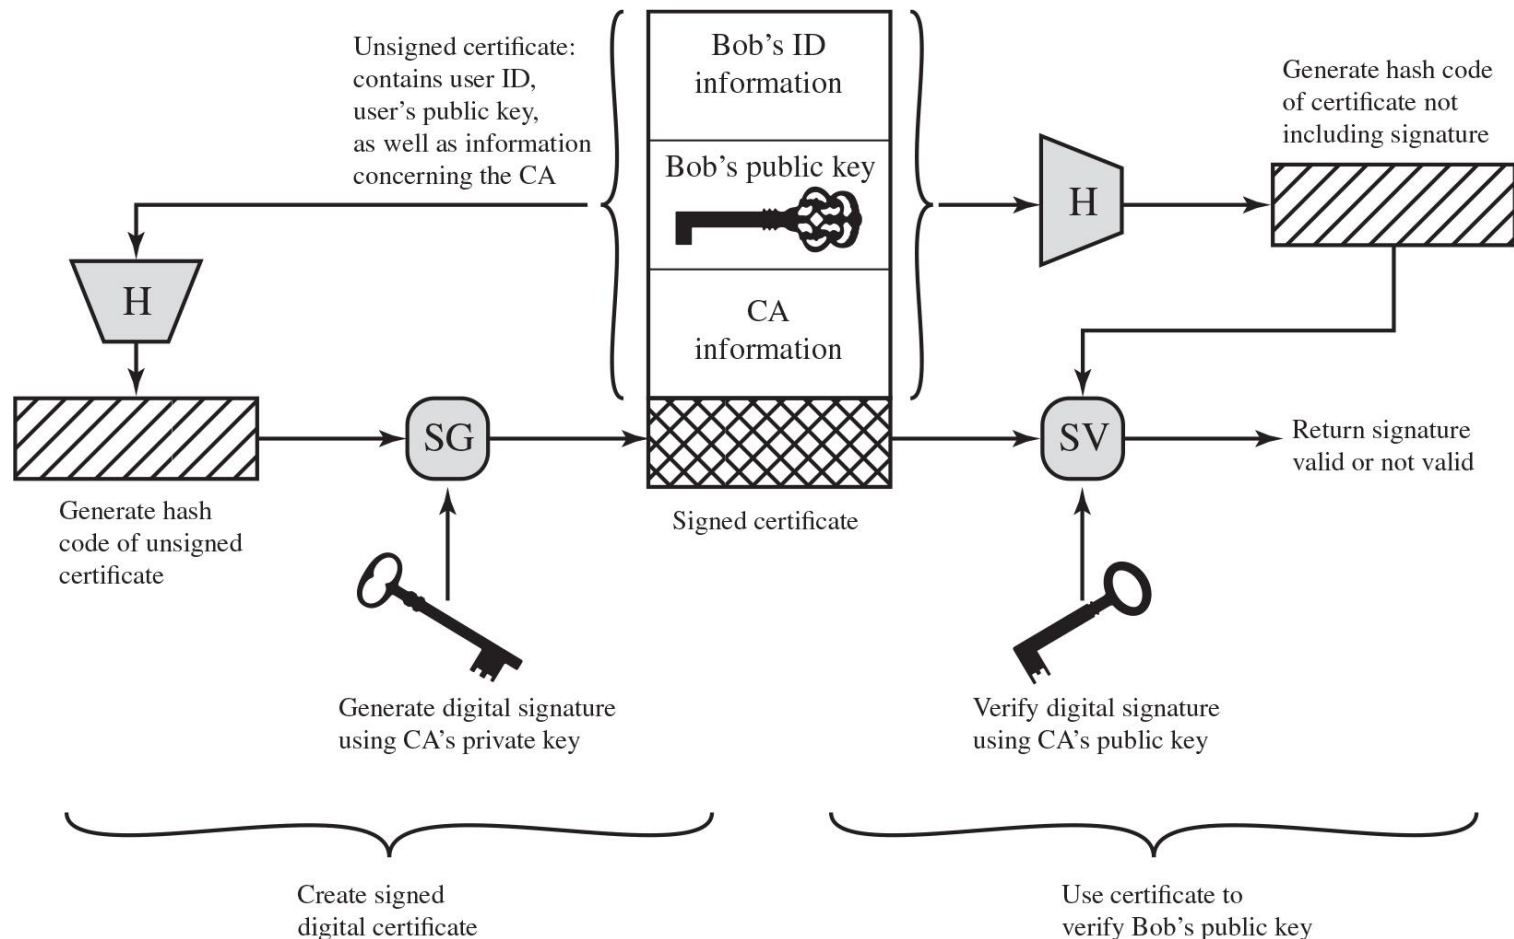 Unsigned certificate:
contains user ID,
user's public key,
as well as information
concerning the CA
Bob's ID
information
Bob's public key
CA
information
Generate hash code
of certificate not
including signature
H
H
SG
SV
Return signature
valid or not valid
Generate hash
code of unsigned
certificate
Signed certificate
Generate digital signature
using CA's private key
Verify digital signature
using CA's public key
Create signed
digital certificate
Use certificate to
verify Bob's public key